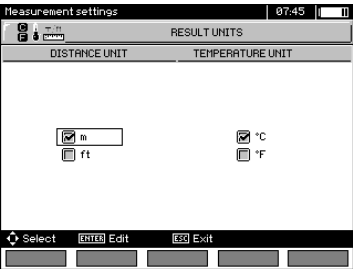 Measurement settings 07:45
C F T/M RESULT UNITS
DISTANCE UNIT TEMPERATURE UNIT
m °C
ft °F
Select ENTER Edit ESC Exit